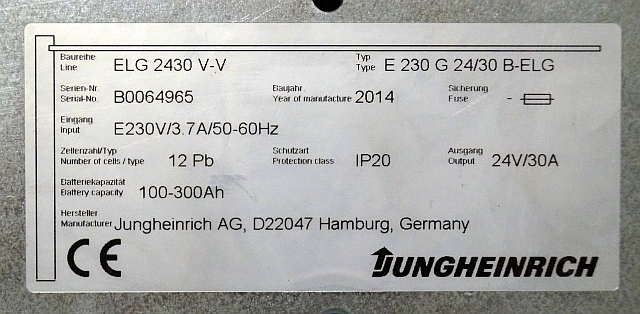 Baureihe Typ
Line ELG 2430 V-V Type E 230 G 24/30 B-ELG
Serien-Nr. Baujahr Sicherung
Serial-No. B0064965 Year of manufacture 2014 Fuse -
Eingang
Input E230V/3.7A/50-60Hz
Zellenzahl/Typ Schutzart Ausgang
Number of cells / type 12 Pb Protection class IP20 Output 24V/30A
Batteriekapazität
Battery capacity 100-300Ah
Hersteller
Manufacturer Jungheinrich AG, D22047 Hamburg, Germany
CE JUNGHEINRICH